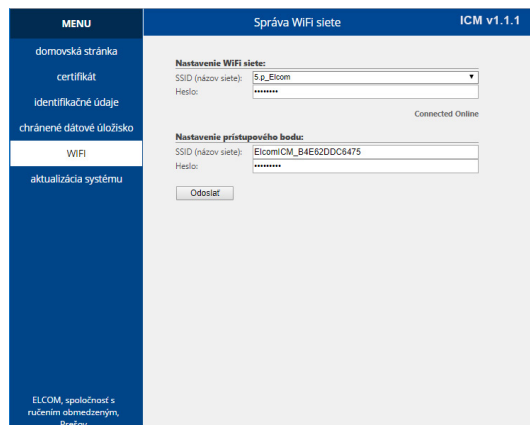 MENU
Správa WiFi siete
ICM v1.1.1
domovská stránka
certifikát
identifikačné údaje
chránené dátové úložisko
WIFI
aktualizácia systému
Nastavenie WiFi siete:
SSID (názov siete): 5.p_Elcom
Heslo: ••••••••
Connected Online
Nastavenie prístupového bodu:
SSID (názov siete): ElcomICM_B4E62DDC6475
Heslo: •••••••••
Odoslať
ELCOM, spoločnosť s
ručením obmedzeným,
Prešov